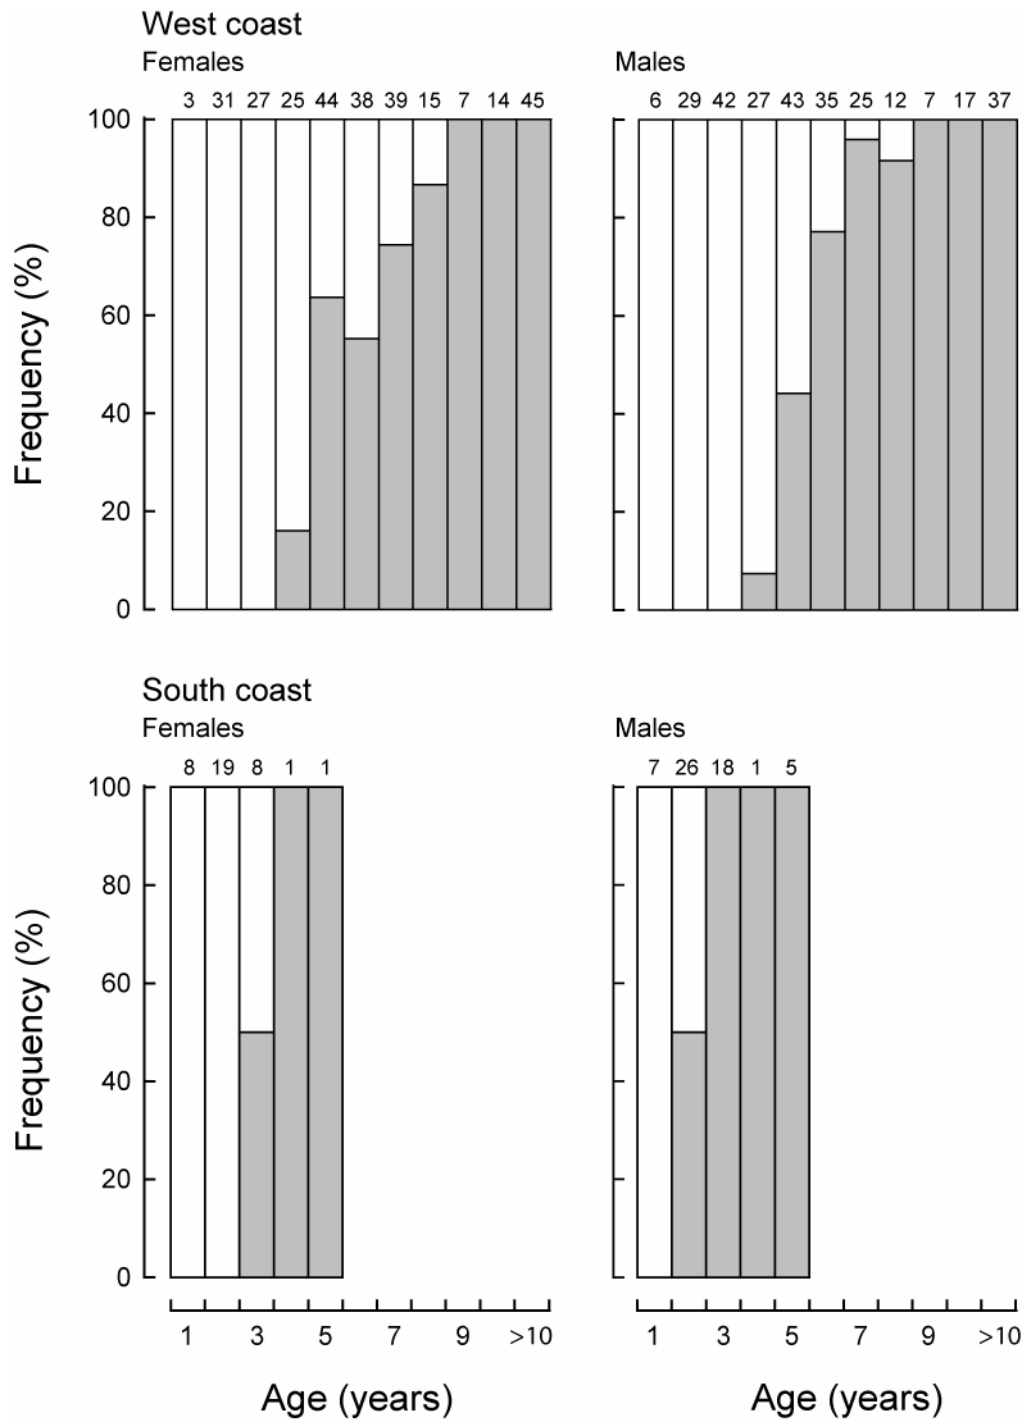 West coast
Females
Males
3 31 27 25 44 38 39 15 7 14 45
6 29 42 27 43 35 25 12 7 17 37
100
80
60
40
20
0
Frequency (%)
South coast
Females
Males
8 19 8 1 1
7 26 18 1 5
100
80
60
40
20
0
Frequency (%)
1 3 5 7 9 >10
1 3 5 7 9 >10
Age (years)
Age (years)